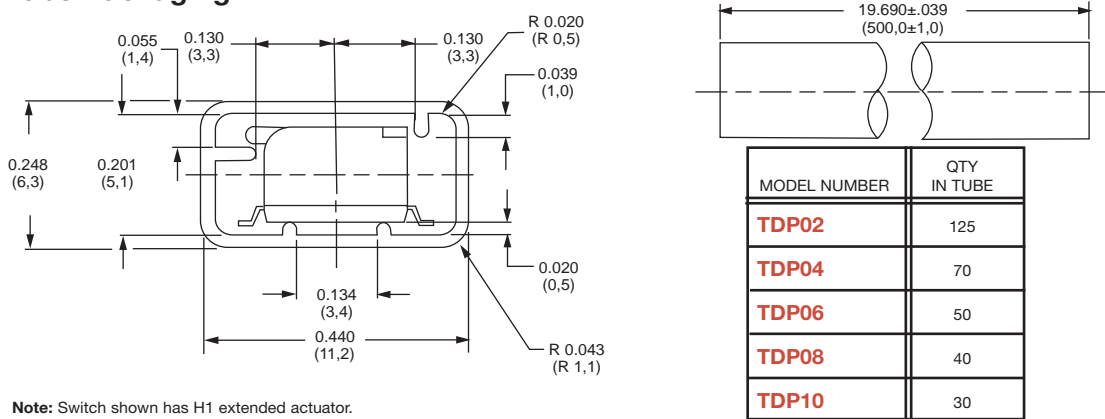 0.055
(1,4)
0.130
(3,3)
0.130
(3,3)
R 0.020
(R 0,5)
0.039
(1,0)
0.248
(6,3)
0.201
(5,1)
0.020
(0,5)
0.134
(3,4)
0.440
(11,2)
R 0.043
(R 1,1)
Note: Switch shown has H1 extended actuator.
19.690±.039
(500,0±1,0)
MODEL NUMBER QTY IN TUBE
TDP02 125
TDP04 70
TDP06 50
TDP08 40
TDP10 30